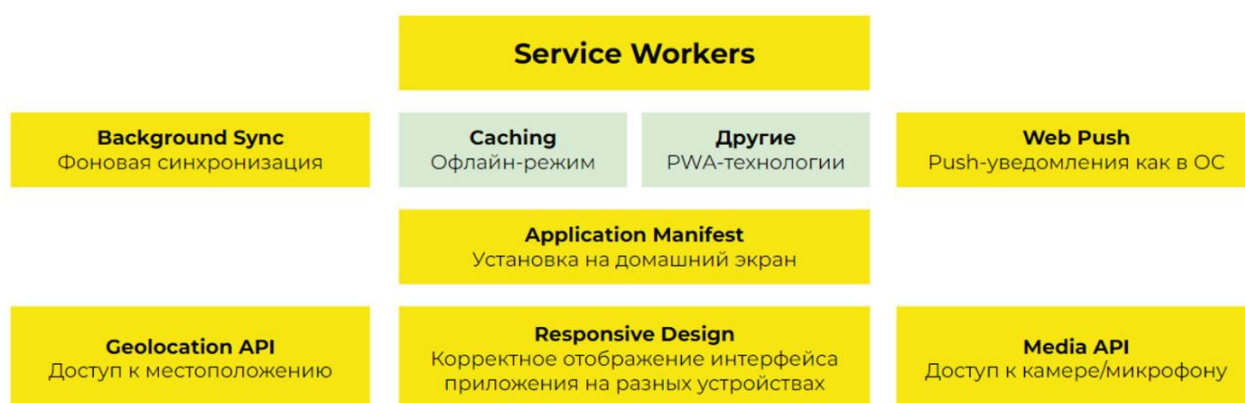 Service Workers
Background Sync
Фоновая синхронизация
Caching
Офлайн-режим
Другие
PWA-технологии
Web Push
Push-уведомления как в ОС
Application Manifest
Установка на домашний экран
Geolocation API
Доступ к местоположению
Responsive Design
Корректное отображение интерфейса
приложения на разных устройствах
Media API
Доступ к камере/микрофону